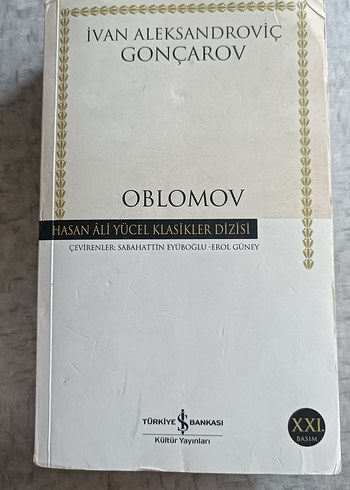 İVAN ALEKSANDROVİÇ
GONÇAROV
OBLOMOV
HASAN ÂLİ YÜCEL KLASİKLER DİZİSİ
ÇEVİRENLER: SABAHATTİN EYÜBOĞLU -EROL GÜNEY
TÜRKİYE İŞ BANKASI
Kültür Yayınları
XXI.
BASIM